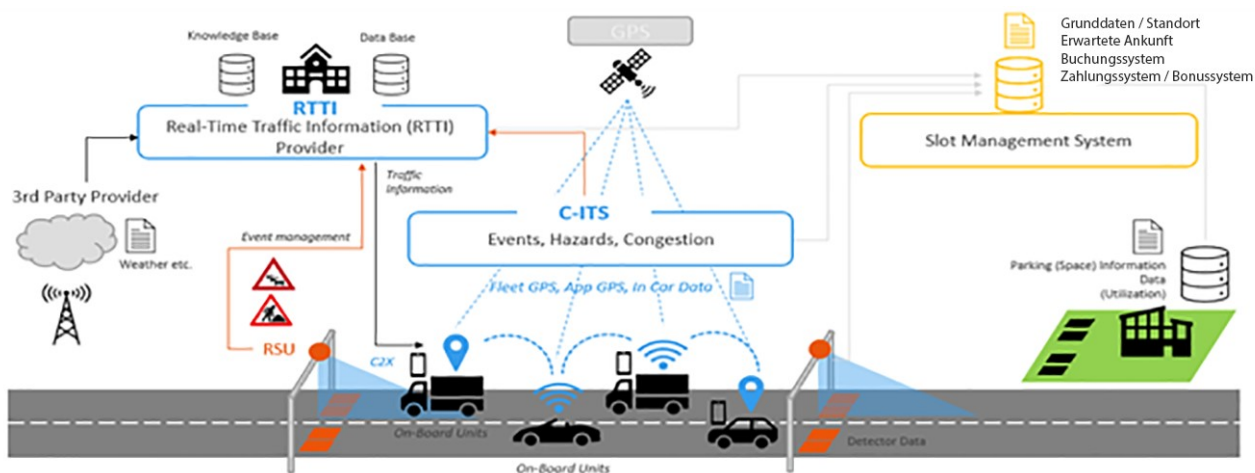 GPS
Grunddaten / Standort
Erwartete Ankunft
Buchungssystem
Zahlungssystem / Bonussystem
Knowledge Base
Data Base
RTTI
Real-Time Traffic Information (RTTI)
Provider
Slot Management System
Traffic
Information
3rd Party Provider
C-ITS
Events, Hazards, Congestion
Event management
Weather etc.
Fleet GPS, App GPS, In Car Data
Parking (Space) Information
Data
(Utilization)
RSU
C2X
On-Board Units
Detector Data
On-Board Units